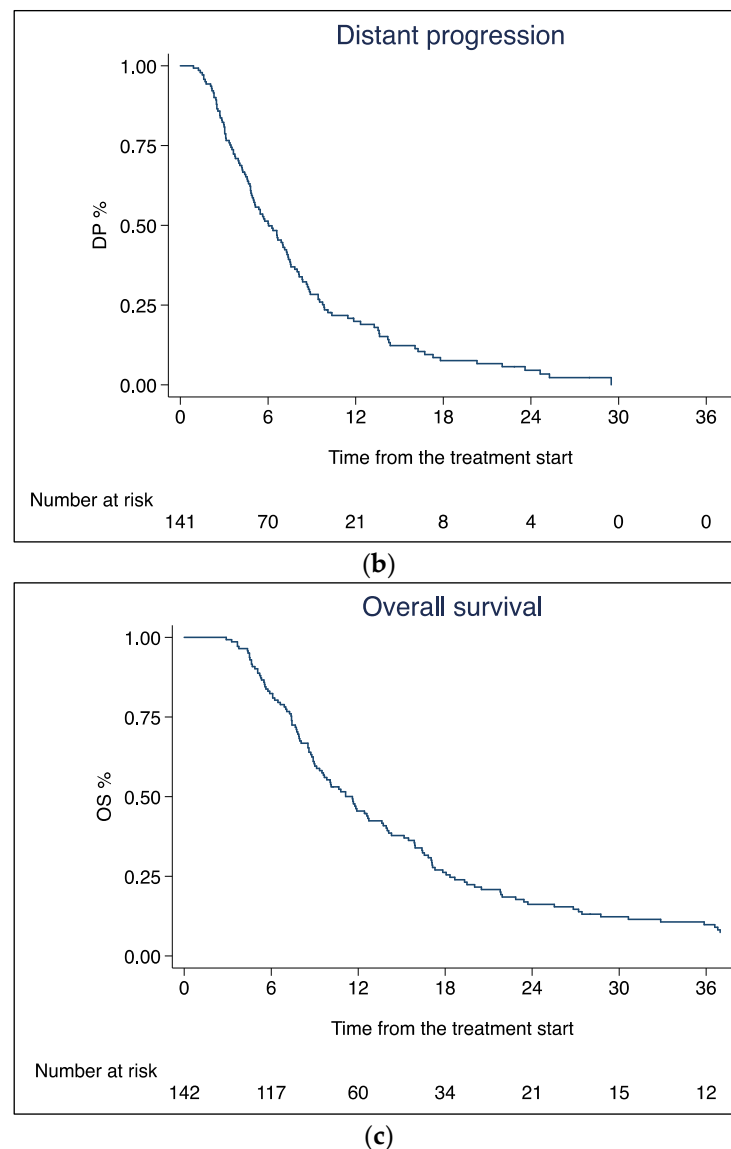 Distant progression
1.00
0.75
0.50
0.25
0.00
DP %
0 6 12 18 24 30 36
Time from the treatment start
Number at risk
141 70 21 8 4 0 0
(b)
Overall survival
1.00
0.75
0.50
0.25
0.00
OS %
0 6 12 18 24 30 36
Time from the treatment start
Number at risk
142 117 60 34 21 15 12
(c)